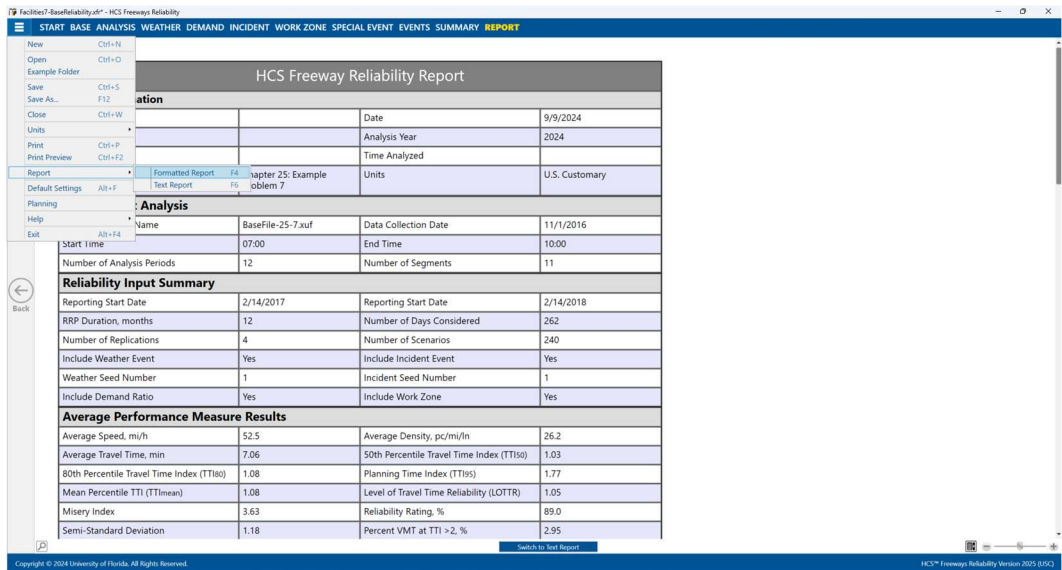 Facilities7-BaseReliability.xfr* - HCS Freeways Reliability
START BASE ANALYSIS WEATHER DEMAND INCIDENT WORK ZONE SPECIAL EVENT EVENTS SUMMARY REPORT
New Ctrl+N
Open Ctrl+O
Example Folder
Save Ctrl+S
Save As... F12
Close Ctrl+W
Units
Print Ctrl+P
Print Preview Ctrl+F2
Report
Default Settings Alt+F
Planning
Help
Exit Alt+F4
Formatted Report F4
Text Report F6
HCS Freeway Reliability Report
ation
Date 9/9/2024
Analysis Year 2024
Time Analyzed
hapter 25: Example Units U.S. Customary
oblem 7
Analysis
Name BaseFile-25-7.xuf Data Collection Date 11/1/2016
Start Time 07:00 End Time 10:00
Number of Analysis Periods 12 Number of Segments 11
Reliability Input Summary
Reporting Start Date 2/14/2017 Reporting Start Date 2/14/2018
RRP Duration, months 12 Number of Days Considered 262
Number of Replications 4 Number of Scenarios 240
Include Weather Event Yes Include Incident Event Yes
Weather Seed Number 1 Incident Seed Number 1
Include Demand Ratio Yes Include Work Zone Yes
Average Performance Measure Results
Average Speed, mi/h 52.5 Average Density, pc/mi/ln 26.2
Average Travel Time, min 7.06 50th Percentile Travel Time Index (TTI50) 1.03
80th Percentile Travel Time Index (TTI80) 1.08 Planning Time Index (TTI95) 1.77
Mean Percentile TTI (TTImean) 1.08 Level of Travel Time Reliability (LOTTR) 1.05
Misery Index 3.63 Reliability Rating, % 89.0
Semi-Standard Deviation 1.18 Percent VMT at TTI >2, % 2.95
Back
Switch to Text Report
Copyright © 2024 University of Florida. All Rights Reserved.
HCS™ Freeways Reliability Version 2025 (USC)